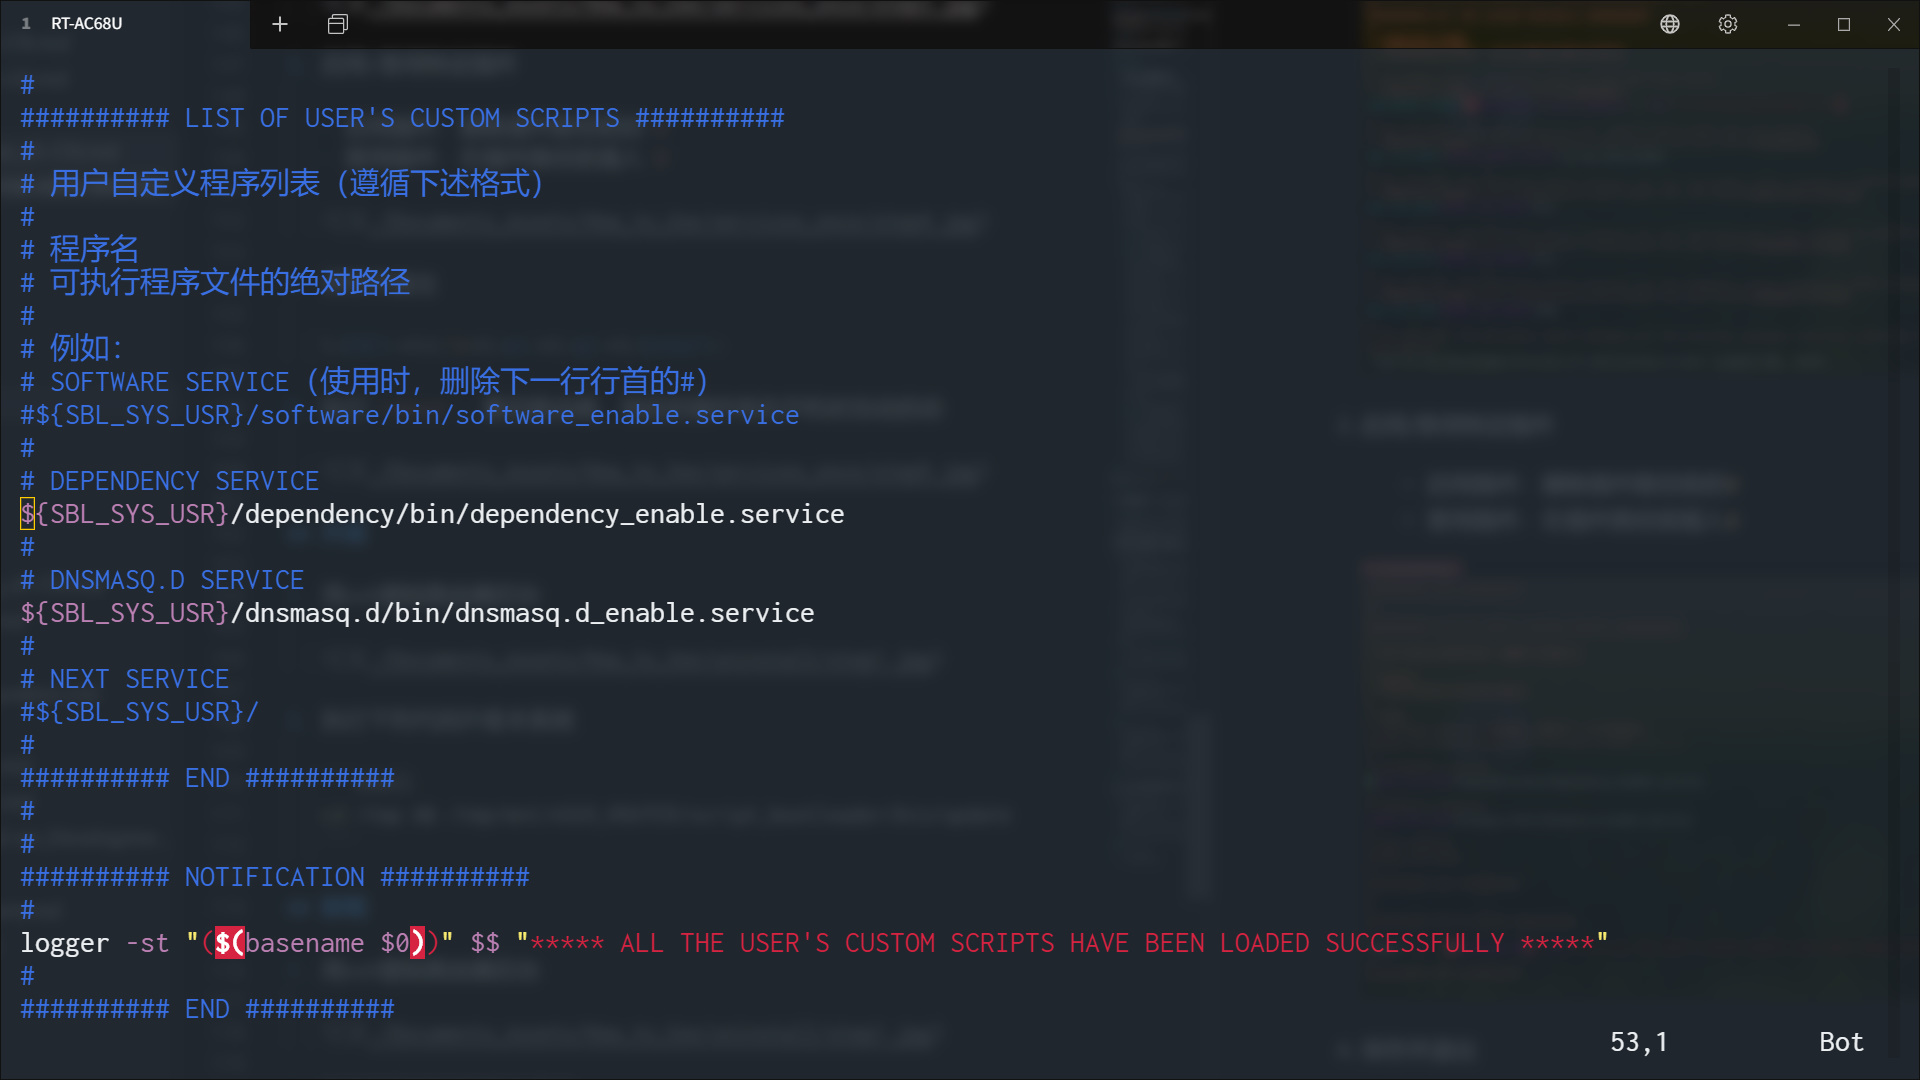 1 RT-AC68U
#
########## LIST OF USER'S CUSTOM SCRIPTS ##########
#
# 用户自定义程序列表（遵循下述格式）
#
# 程序名
# 可执行程序文件的绝对路径
#
# 例如：
# SOFTWARE SERVICE（使用时，删除下一行行首的#）
#${SBL_SYS_USR}/software/bin/software_enable.service
#
# DEPENDENCY SERVICE
${SBL_SYS_USR}/dependency/bin/dependency_enable.service
#
# DNSMASQ.D SERVICE
${SBL_SYS_USR}/dnsmasq.d/bin/dnsmasq.d_enable.service
#
# NEXT SERVICE
#${SBL_SYS_USR}/
#
########## END ##########
#
#
########## NOTIFICATION ##########
#
logger -st "($(basename $0))" $$ "***** ALL THE USER'S CUSTOM SCRIPTS HAVE BEEN LOADED SUCCESSFULLY *****"
#
########## END ##########
53,1 Bot